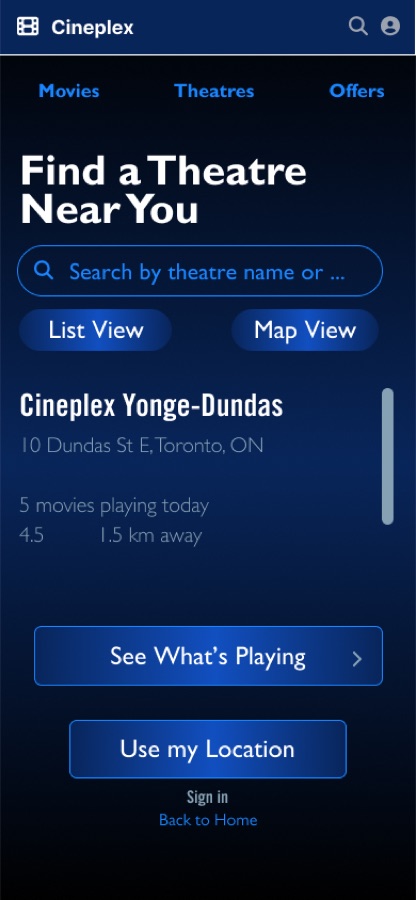 Cineplex
Movies Theatres Offers
Find a Theatre
Near You
Search by theatre name or ...
List View Map View
Cineplex Yonge-Dundas
10 Dundas St E, Toronto, ON
5 movies playing today
4.5 1.5 km away
See What's Playing
Use my Location
Sign in
Back to Home